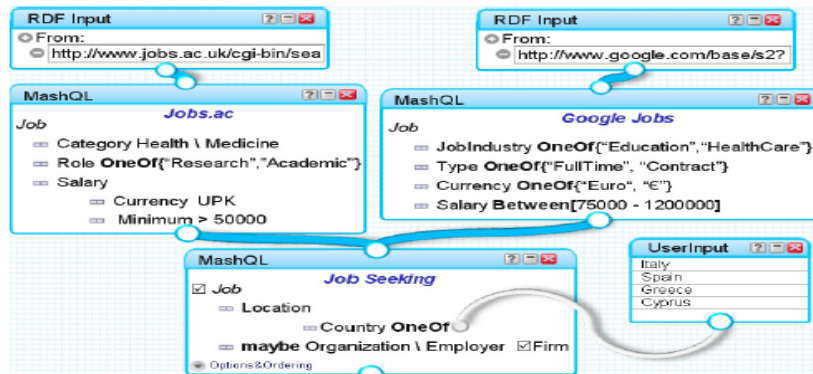 RDF Input
From:
http://www.jobs.ac.uk/cgi-bin/sea
RDF Input
From:
http://www.google.com/base/s2?
MashQL
Jobs.ac
Job
Category Health \ Medicine
Role OneOf{"Research","Academic"}
Salary
Currency UPK
Minimum > 50000
MashQL
Google Jobs
Job
JobIndustry OneOf{"Education","HealthCare"}
Type OneOf{"FullTime", "Contract"}
Currency OneOf{"Euro", "€"}
Salary Between[75000 - 1200000]
MashQL
Job Seeking
Job
Location
Country OneOf
maybe Organization \ Employer Firm
Options&Ordering
UserInput
Italy
Spain
Greece
Cyprus